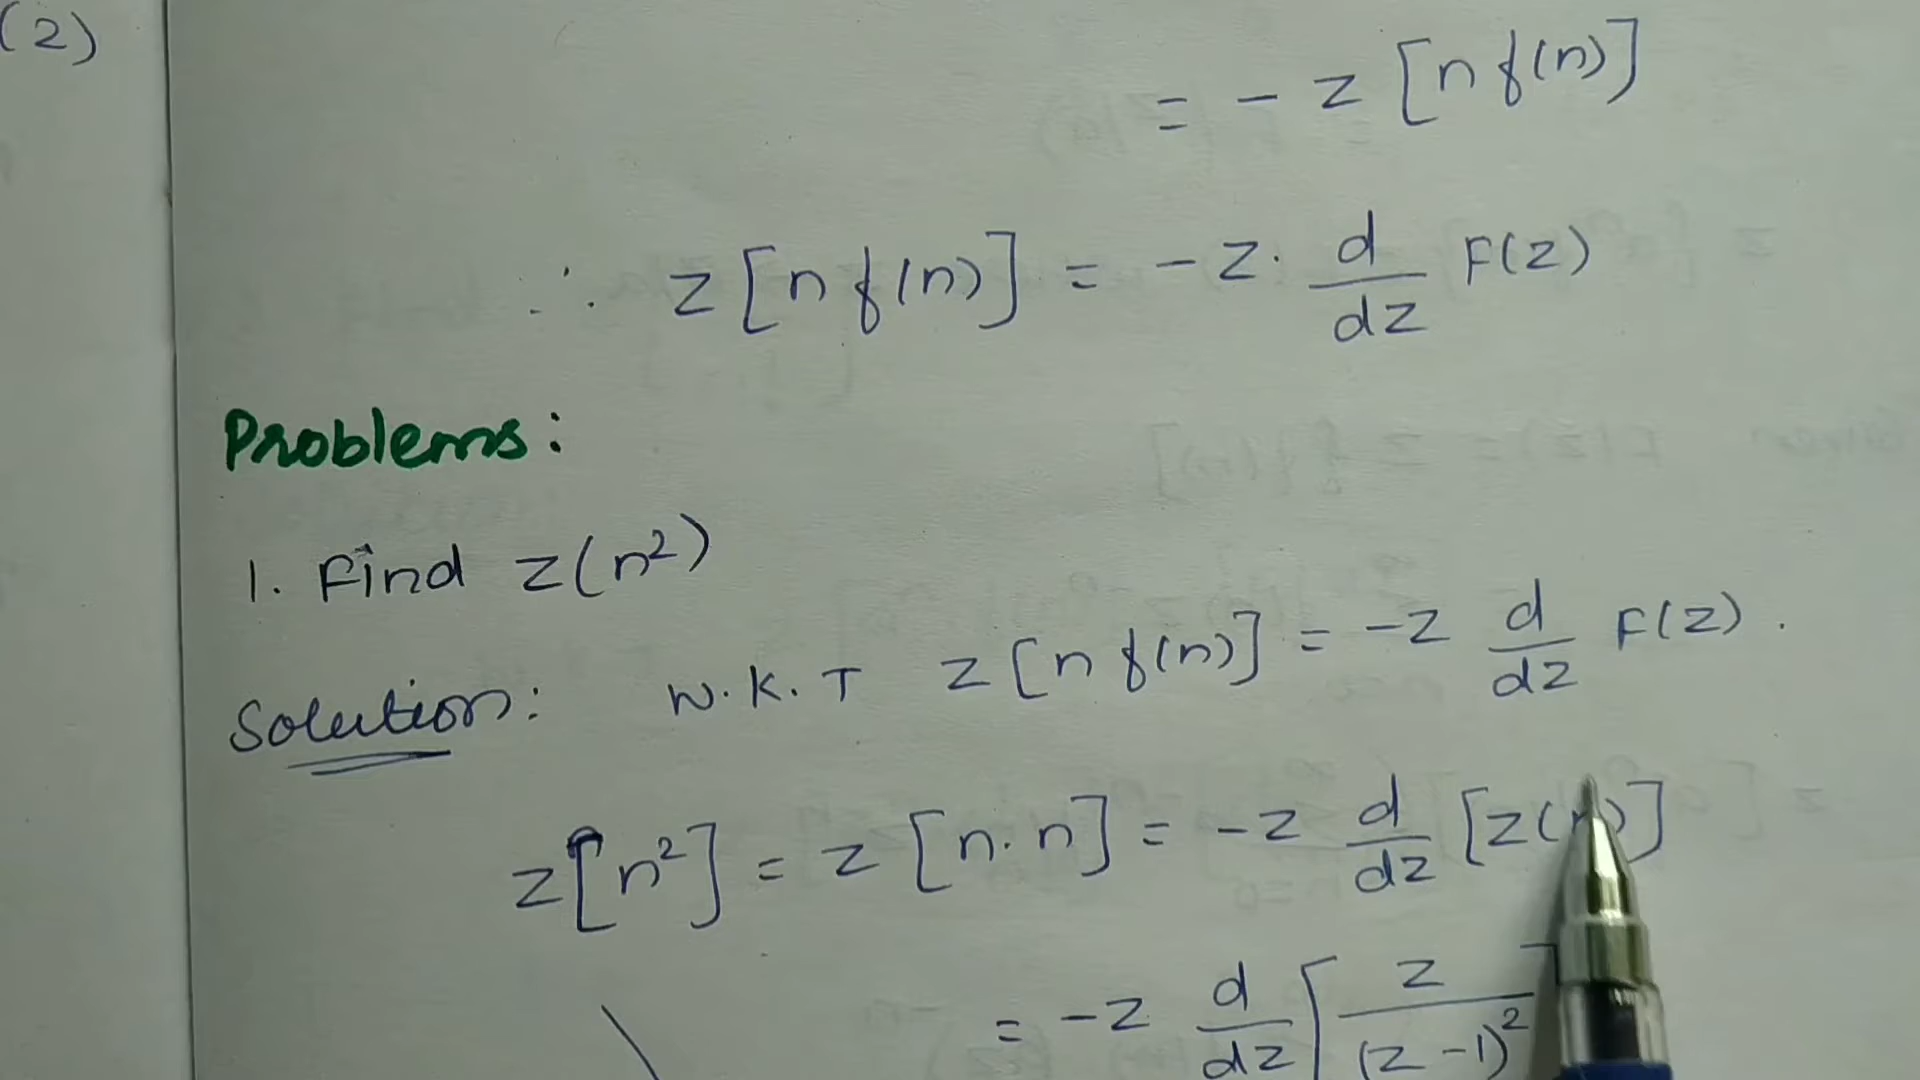 (2)
= - z [n f(n)]
∴ z [n f(n)] = - z. d/dz F(z)
Problems:
1. Find z(n²)
Solution: W.K.T z [n f(n)] = -z d/dz F(z).
z[n²] = z [n.n] = -z d/dz [z(n)]
= -z d/dz [z/(z-1)²]